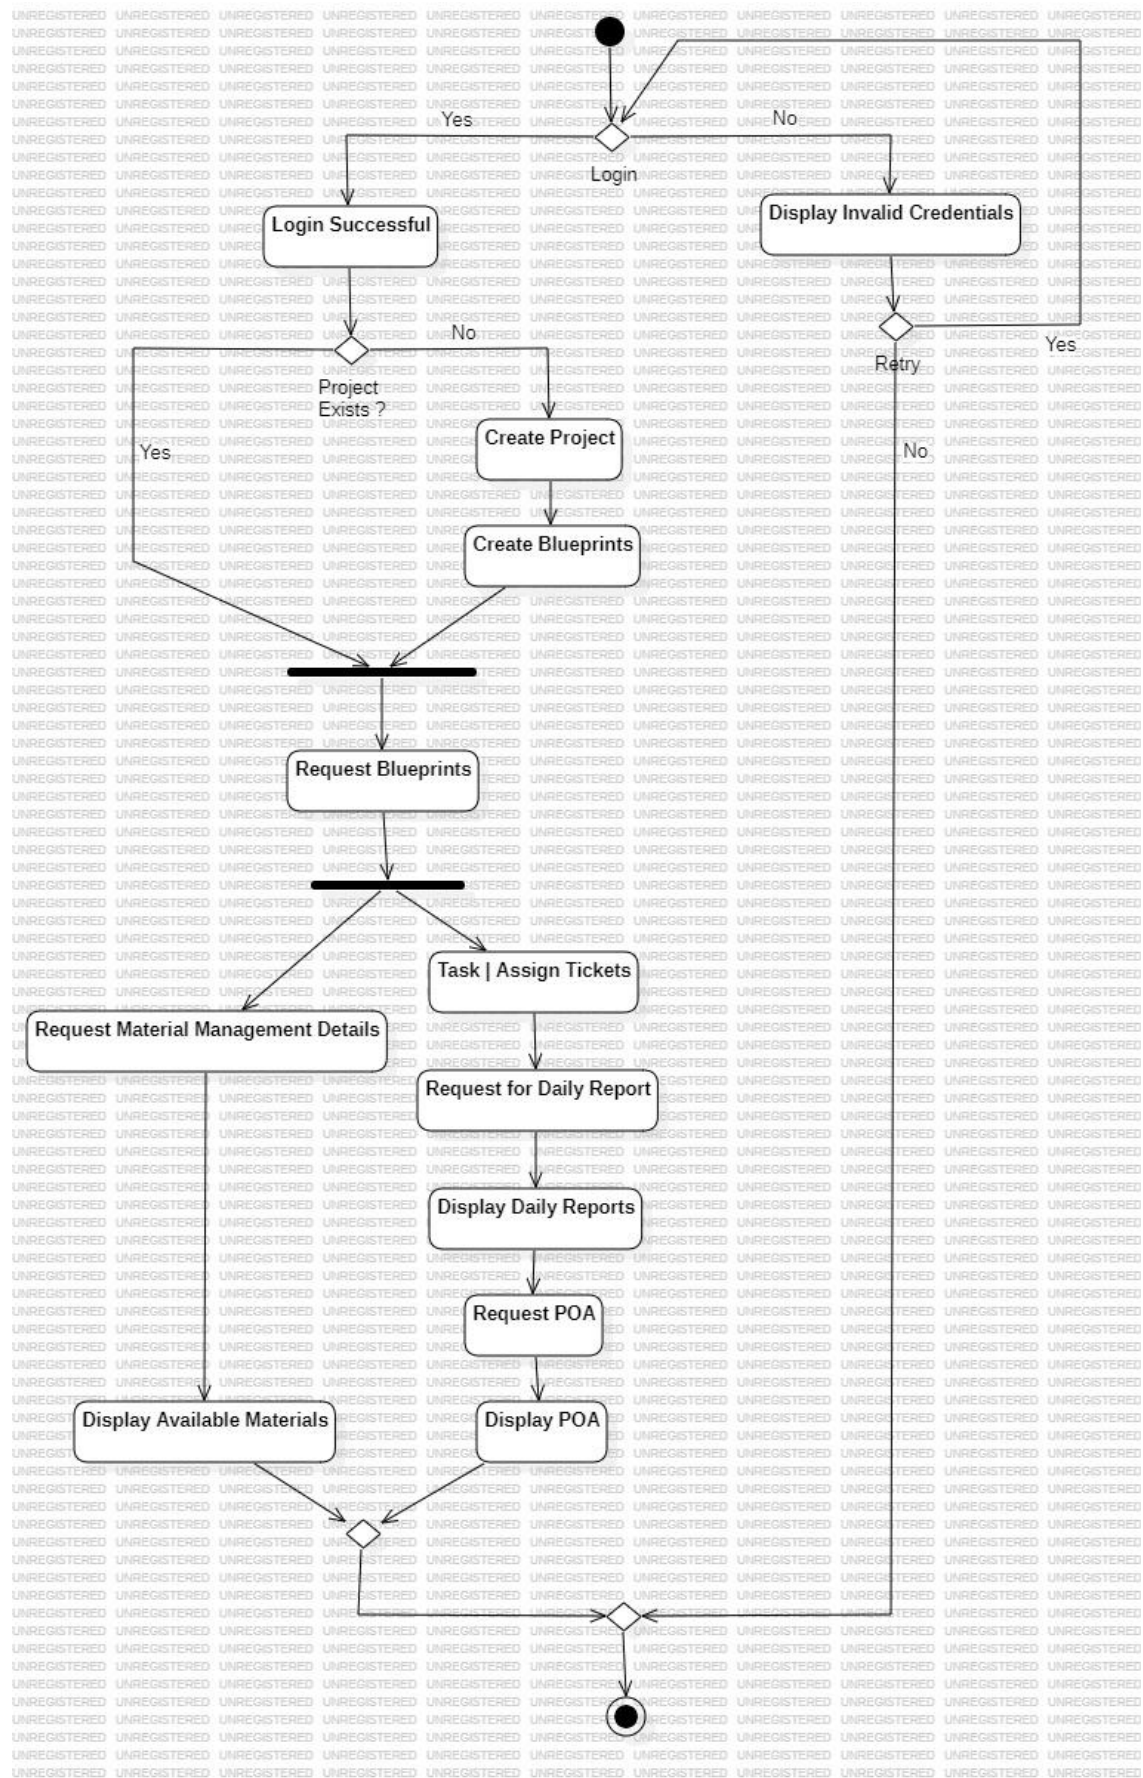 Yes
No
Login
Login Successful
Display Invalid Credentials
No
Yes
Retry
Project
Exists ?
Create Project
Yes
No
Create Blueprints
Request Blueprints
Task | Assign Tickets
Request Material Management Details
Request for Daily Report
Display Daily Reports
Request POA
Display Available Materials
Display POA
UNREGISTERED